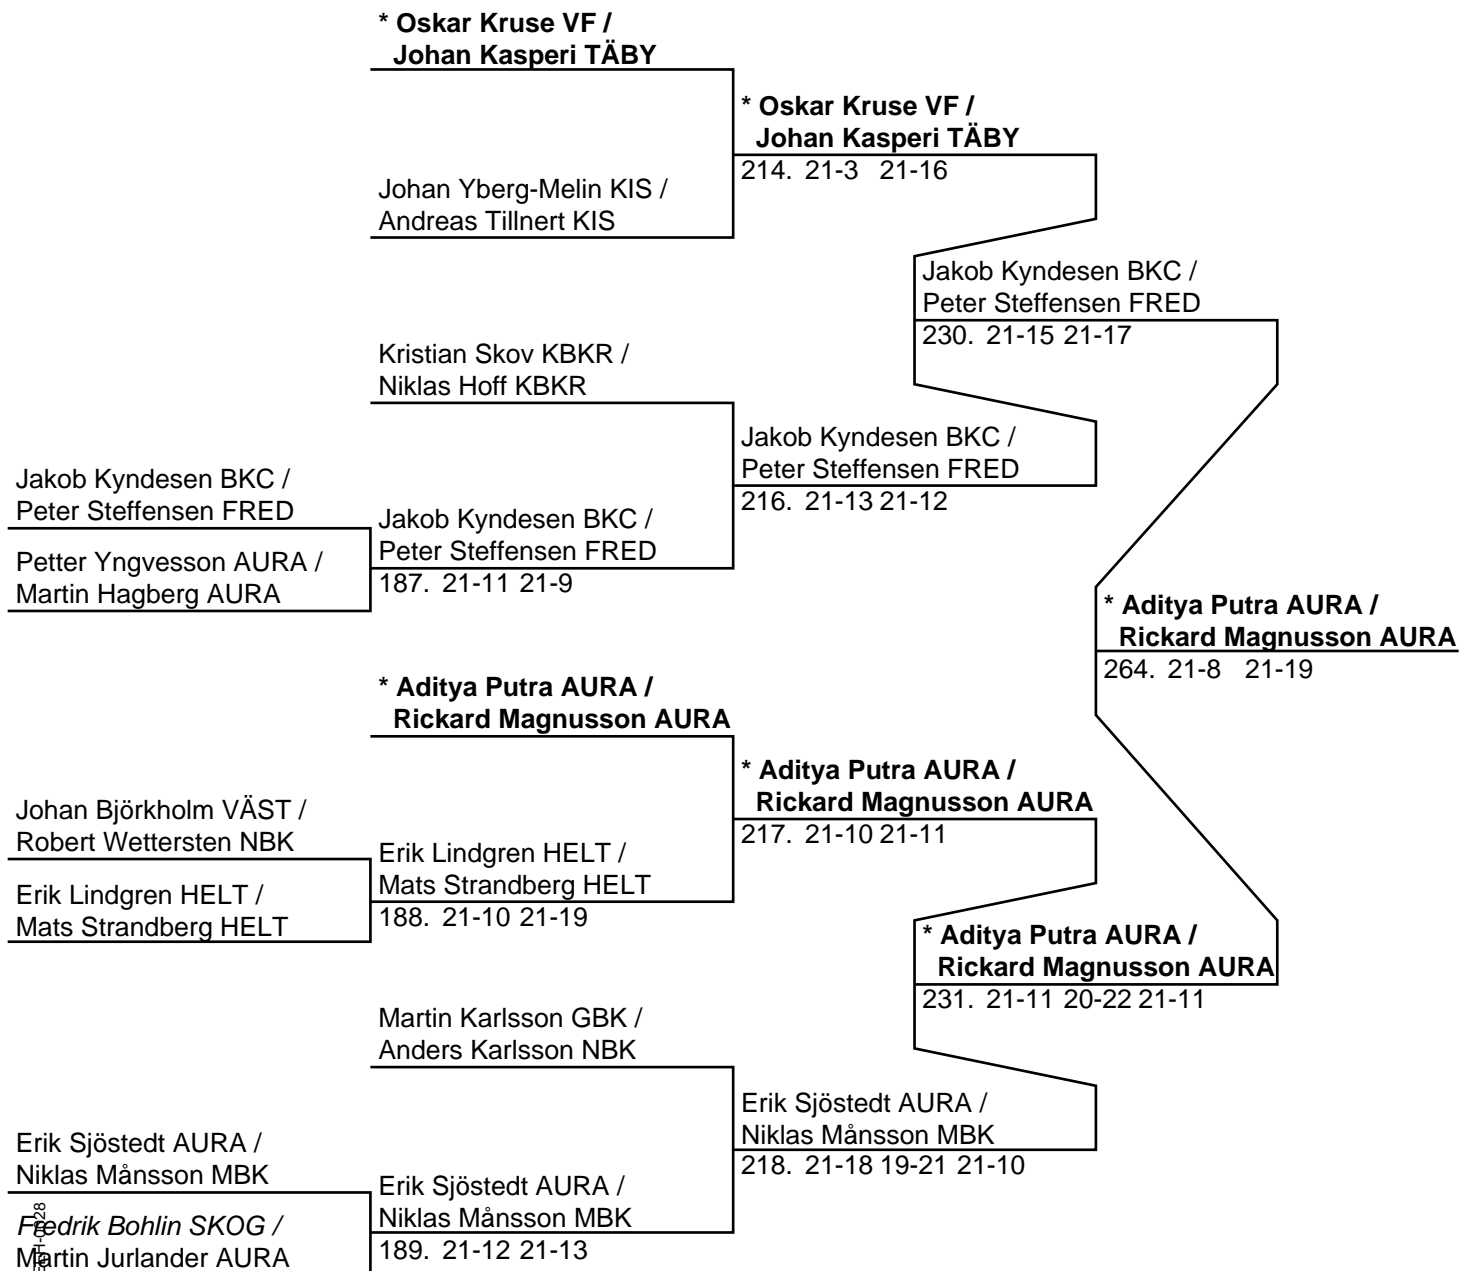 * Oskar Kruse VF /
Johan Kasperi TÄBY
* Oskar Kruse VF /
Johan Kasperi TÄBY
214. 21-3 21-16
Johan Yberg-Melin KIS /
Andreas Tillnert KIS
Jakob Kyndesen BKC /
Peter Steffensen FRED
230. 21-15 21-17
Kristian Skov KBKR /
Niklas Hoff KBKR
Jakob Kyndesen BKC /
Peter Steffensen FRED
216. 21-13 21-12
Jakob Kyndesen BKC /
Peter Steffensen FRED
Jakob Kyndesen BKC /
Peter Steffensen FRED
187. 21-11 21-9
Petter Yngvesson AURA /
Martin Hagberg AURA
* Aditya Putra AURA /
Rickard Magnusson AURA
264. 21-8 21-19
* Aditya Putra AURA /
Rickard Magnusson AURA
* Aditya Putra AURA /
Rickard Magnusson AURA
217. 21-10 21-11
Johan Björkholm VÄST /
Robert Wettersten NBK
Erik Lindgren HELT /
Mats Strandberg HELT
188. 21-10 21-19
Erik Lindgren HELT /
Mats Strandberg HELT
* Aditya Putra AURA /
Rickard Magnusson AURA
231. 21-11 20-22 21-11
Martin Karlsson GBK /
Anders Karlsson NBK
Erik Sjöstedt AURA /
Niklas Månsson MBK
218. 21-18 19-21 21-10
Erik Sjöstedt AURA /
Niklas Månsson MBK
Erik Sjöstedt AURA /
Niklas Månsson MBK
189. 21-12 21-13
Fredrik Bohlin SKOG /
Martin Jurlander AURA